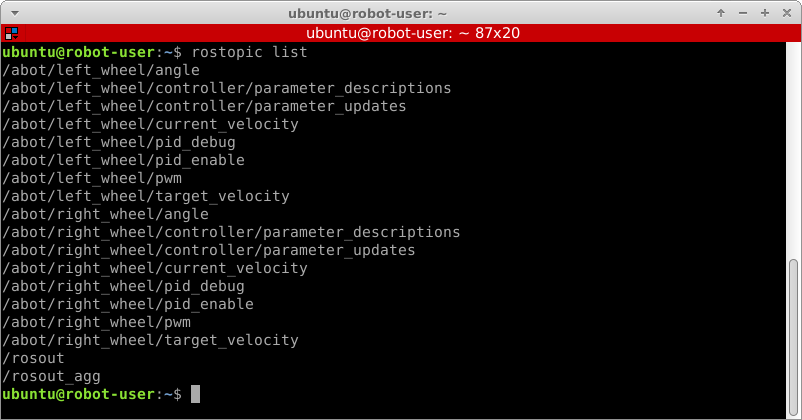 ubuntu@robot-user: ~
ubuntu@robot-user: ~ 87x20
ubuntu@robot-user:~$ rostopic list
/abot/left_wheel/angle
/abot/left_wheel/controller/parameter_descriptions
/abot/left_wheel/controller/parameter_updates
/abot/left_wheel/current_velocity
/abot/left_wheel/pid_debug
/abot/left_wheel/pid_enable
/abot/left_wheel/pwm
/abot/left_wheel/target_velocity
/abot/right_wheel/angle
/abot/right_wheel/controller/parameter_descriptions
/abot/right_wheel/controller/parameter_updates
/abot/right_wheel/current_velocity
/abot/right_wheel/pid_debug
/abot/right_wheel/pid_enable
/abot/right_wheel/pwm
/abot/right_wheel/target_velocity
/rosout
/rosout_agg
ubuntu@robot-user:~$